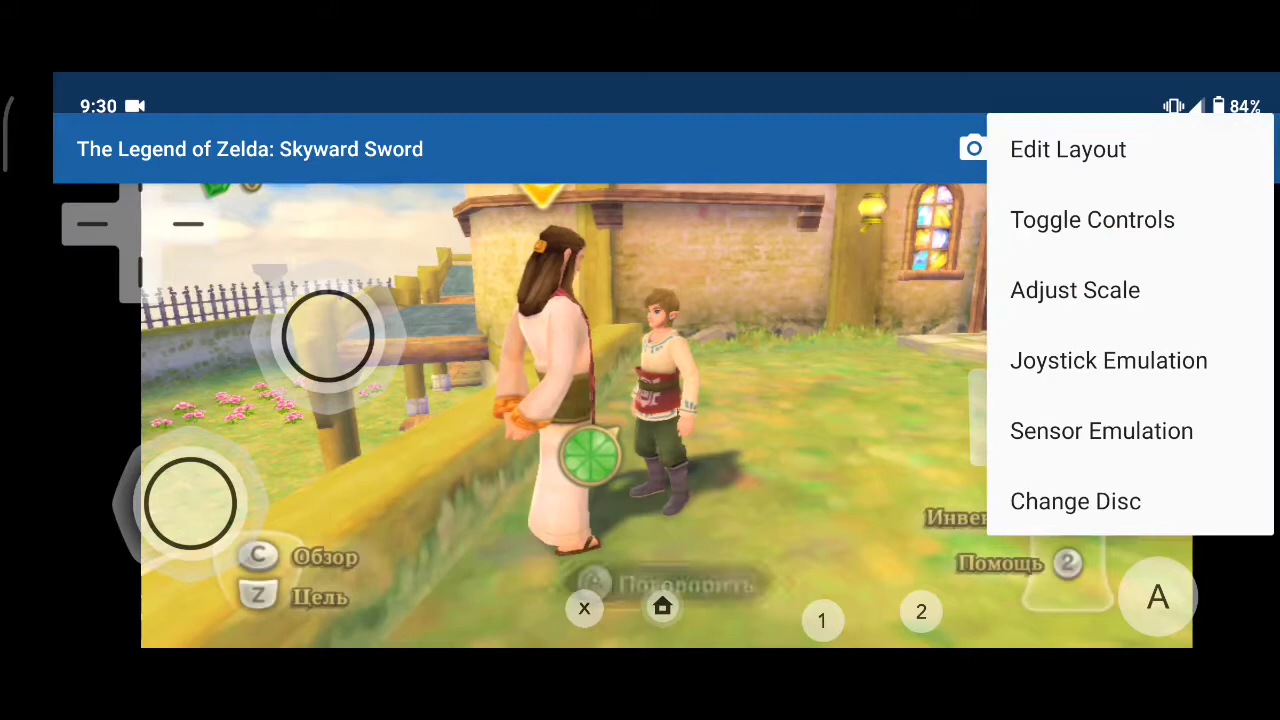 9:30
84%
The Legend of Zelda: Skyward Sword
Edit Layout
Toggle Controls
Adjust Scale
Joystick Emulation
Sensor Emulation
Change Disc
Инвен
C Обзор
Помощь 2
Z Цель
A Поговорить
X
1
2
A